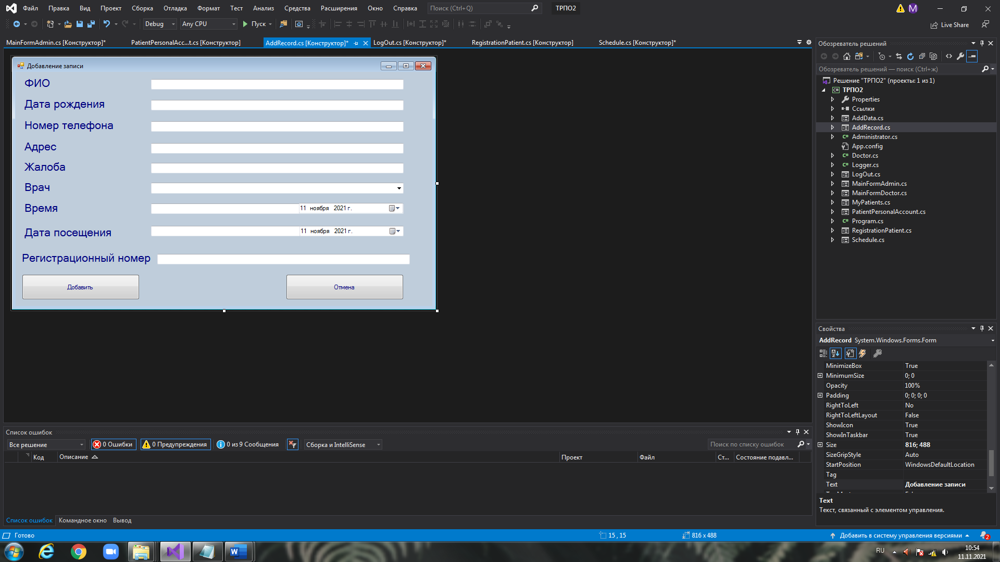 Файл Правка Вид Проект Сборка Отладка Формат Тест Анализ Средства Расширения Окно Справка Поиск (Ctrl+Q) ТРПО2 M
Debug Any CPU Пуск Live Share
MainFormAdmin.cs [Конструктор]* PatientPersonalAcc...t.cs [Конструктор] AddRecord.cs [Конструктор]* LogOut.cs [Конструктор]* RegistrationPatient.cs [Конструктор] Schedule.cs [Конструктор]*
Добавление записи
ФИО
Дата рождения
Номер телефона
Адрес
Жалоба
Врач
Время 11 ноября 2021 г.
Дата посещения 11 ноября 2021 г.
Регистрационный номер
Добавить Отмена
Обозреватель решений
Обозреватель решений — поиск (Ctrl+ж)
Решение "ТРПО2" (проекты: 1 из 1)
C# ТРПО2
Properties
Ссылки
AddData.cs
AddRecord.cs
C# Administrator.cs
App.config
C# Doctor.cs
C# Logger.cs
LogOut.cs
MainFormAdmin.cs
MainFormDoctor.cs
MyPatients.cs
PatientPersonalAccount.cs
C# Program.cs
RegistrationPatient.cs
Schedule.cs
Свойства
AddRecord System.Windows.Forms.Form
MinimizeBox True
MinimumSize 0; 0
Opacity 100%
Padding 0; 0; 0; 0
RightToLeft No
RightToLeftLayout False
ShowIcon True
ShowInTaskbar True
Size 816; 488
SizeGripStyle Auto
StartPosition WindowsDefaultLocation
Tag
Text Добавление записи
Text
Текст, связанный с элементом управления.
Список ошибок
Все решение 0 Ошибки 0 Предупреждения 0 из 9 Сообщения Сборка и IntelliSense Поиск по списку ошибок
Код Описание Проект Файл Ст... Состояние подавл...
Список ошибок Командное окно Вывод
Готово 15 , 15 816 x 488 Добавить в систему управления версиями 2
RU 10:54
11.11.2021